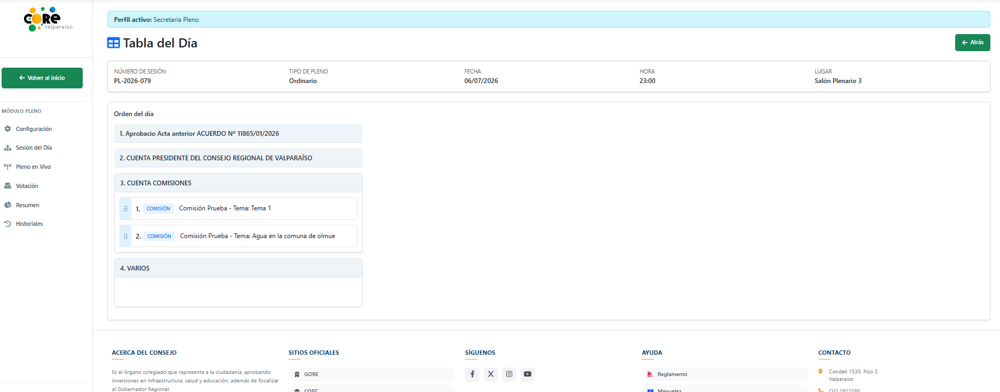 CORE
valparaíso
Perfil activo: Secretaria Pleno
Tabla del Día
Atrás
NÚMERO DE SESIÓN
PL-2026-079
TIPO DE PLENO
Ordinario
FECHA
06/07/2026
HORA
23:00
LUGAR
Salón Plenario 3
Volver al inicio
MÓDULO PLENO
Configuración
Sesión del Día
Pleno en Vivo
Votación
Resumen
Historiales
Orden del día
1. Aprobacio Acta anterior ACUERDO Nº 11865/01/2026
2. CUENTA PRESIDENTE DEL CONSEJO REGIONAL DE VALPARAÍSO
3. CUENTA COMISIONES
1. COMISIÓN Comisión Prueba - Tema: Tema 1
2. COMISIÓN Comisión Prueba - Tema: Agua en la comuna de olmue
4. VARIOS
ACERCA DEL CONSEJO
Es el órgano colegiado que representa a la ciudadanía, aprobando
inversiones en infraestructura, salud y educación, además de fiscalizar
al Gobernador Regional.
SITIOS OFICIALES
GORE
CORE
SÍGUENOS
AYUDA
Reglamento
Manuales
CONTACTO
Condell 1530, Piso 3,
Valparaíso
(32) 2655260